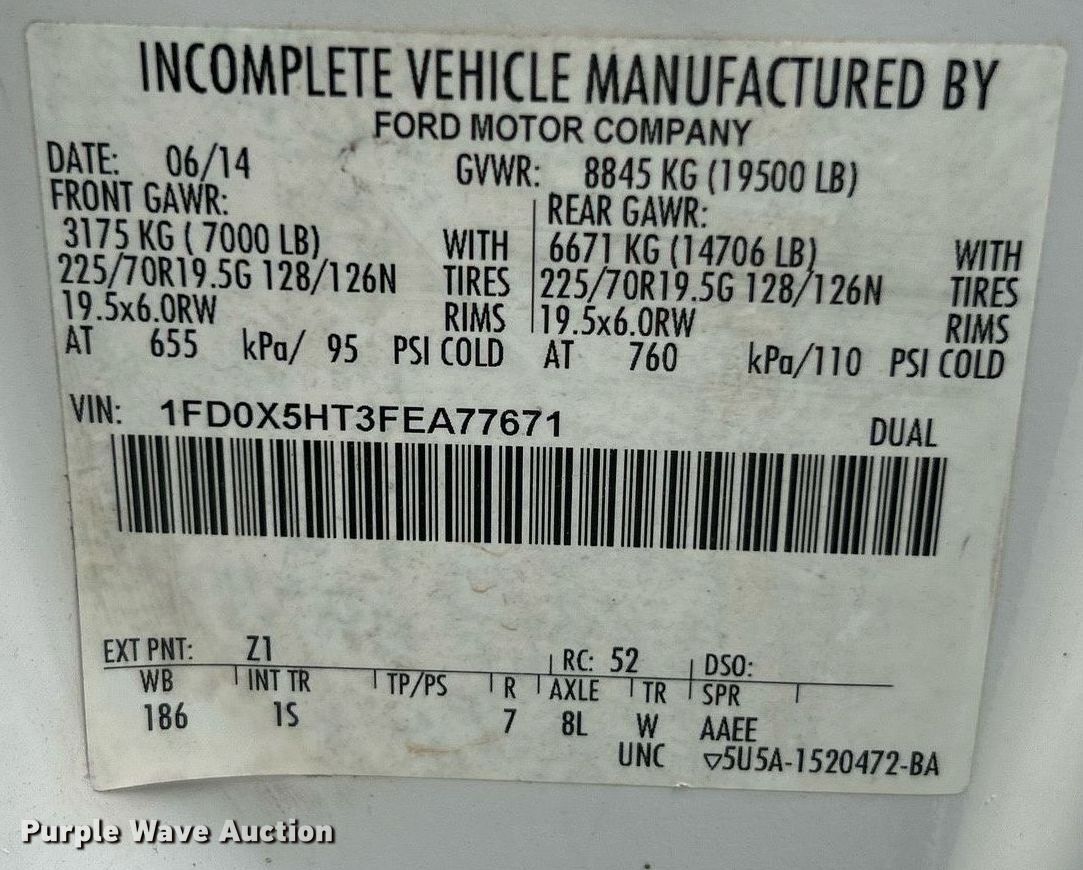 INCOMPLETE VEHICLE MANUFACTURED BY
FORD MOTOR COMPANY
DATE: 06/14 GVWR: 8845 KG (19500 LB)
FRONT GAWR: REAR GAWR:
3175 KG ( 7000 LB) WITH 6671 KG (14706 LB) WITH
225/70R19.5G 128/126N TIRES 225/70R19.5G 128/126N TIRES
19.5x6.0RW RIMS 19.5x6.0RW RIMS
AT 655 kPa/ 95 PSI COLD AT 760 kPa/110 PSI COLD
VIN: 1FD0X5HT3FEA77671 DUAL
EXT PNT: Z1 RC: 52 DSO:
WB INT TR TP/PS R AXLE TR SPR
186 1S 7 8L W AAEE
UNC ▽5U5A-1520472-BA
Purple Wave Auction